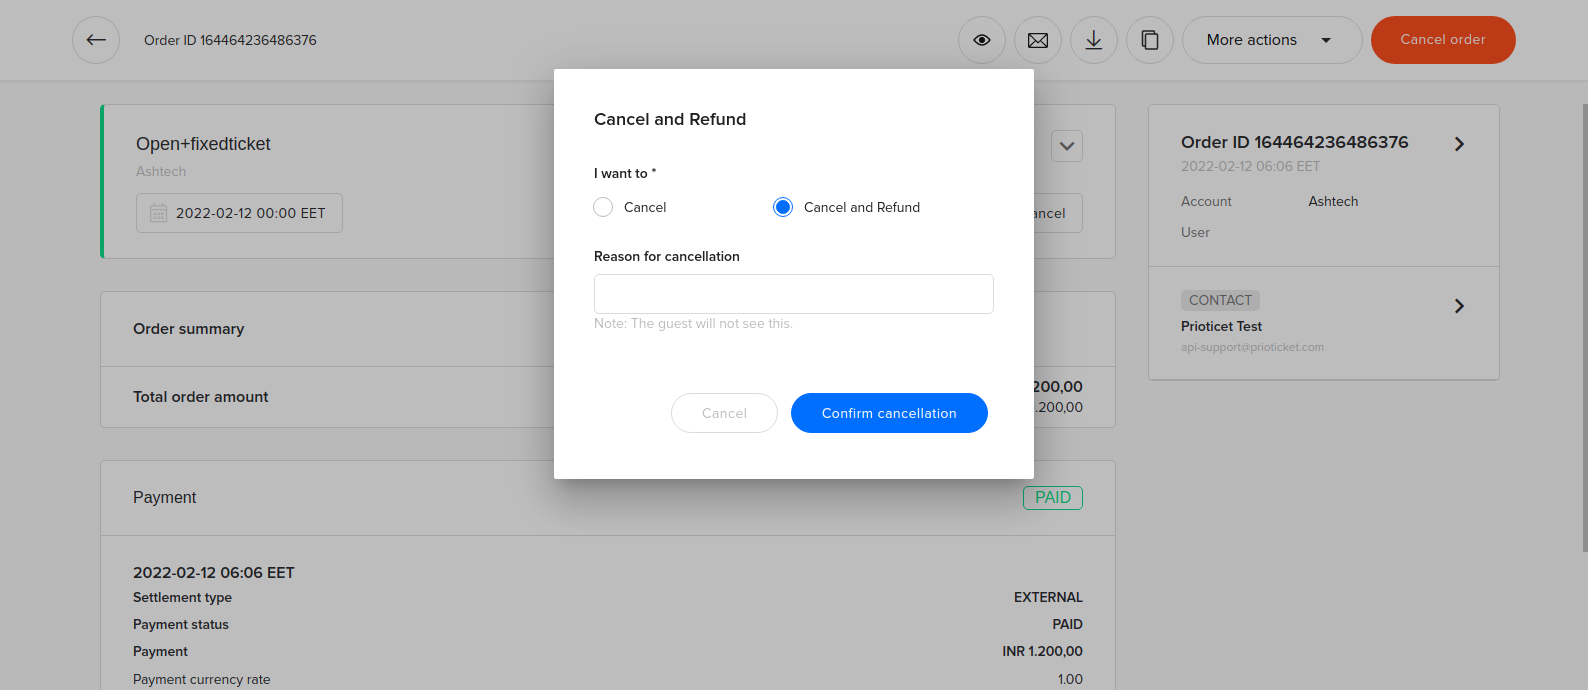 Order ID 164464236486376
More actions
Cancel order
Open+fixedticket
Ashtech
2022-02-12 00:00 EET
Cancel and Refund
I want to *
Cancel
Cancel and Refund
Reason for cancellation
Note: The guest will not see this.
Cancel
Confirm cancellation
Order summary
Total order amount
200,00
.200,00
Payment
PAID
2022-02-12 06:06 EET
Settlement type EXTERNAL
Payment status PAID
Payment INR 1.200,00
Payment currency rate 1.00
Order ID 164464236486376
2022-02-12 06:06 EET
Account Ashtech
User
CONTACT
Prioticet Test
api-support@prioticket.com